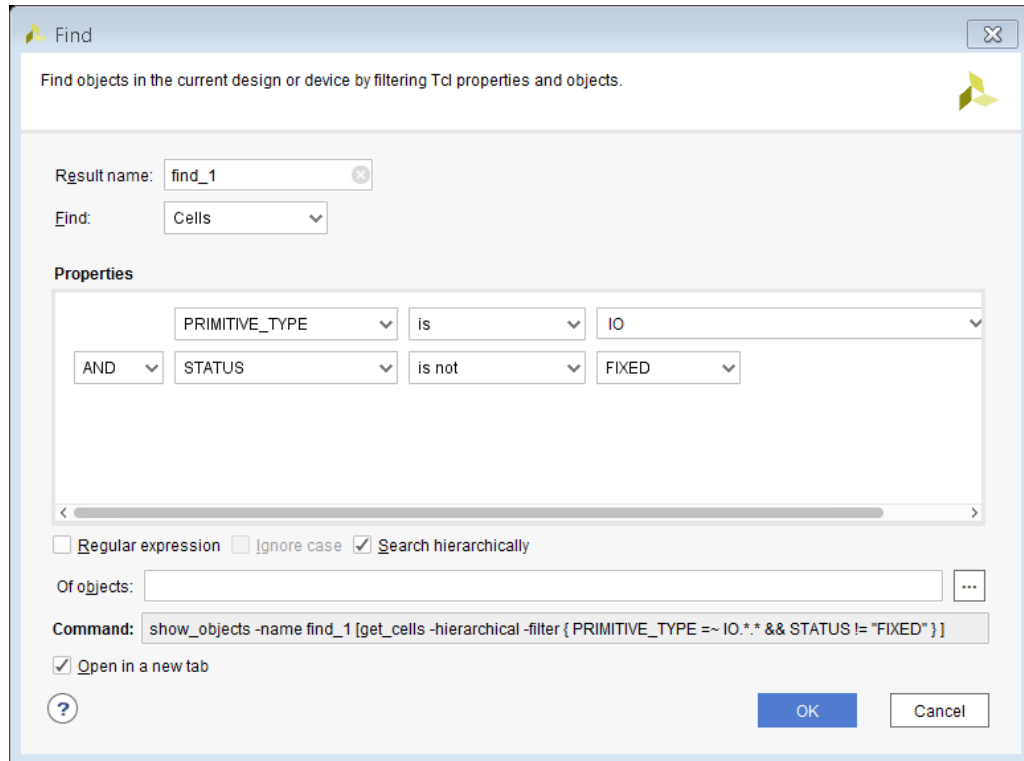 Find
Find objects in the current design or device by filtering Tcl properties and objects.
Result name: find_1
Find: Cells
Properties
PRIMITIVE_TYPE is IO
AND STATUS is not FIXED
Regular expression Ignore case Search hierarchically
Of objects: ...
Command: show_objects -name find_1 [get_cells -hierarchical -filter { PRIMITIVE_TYPE =~ IO.*.* && STATUS != "FIXED" } ]
Open in a new tab
? OK Cancel